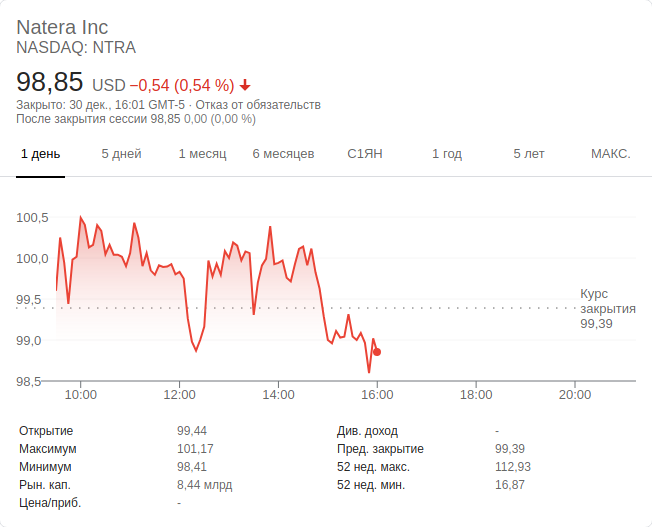 Natera Inc
NASDAQ: NTRA
98,85 USD −0,54 (0,54 %)
Закрыто: 30 дек., 16:01 GMT-5 · Отказ от обязательств
После закрытия сессии 98,85 0,00 (0,00 %)
1 день 5 дней 1 месяц 6 месяцев С1ЯН 1 год 5 лет МАКС.
100,5
100,0
99,5
99,0
98,5
Курс
закрытия
99,39
10:00 12:00 14:00 16:00 18:00 20:00
Открытие 99,44 Див. доход -
Максимум 101,17 Пред. закрытие 99,39
Минимум 98,41 52 нед. макс. 112,93
Рын. кап. 8,44 млрд 52 нед. мин. 16,87
Цена/приб. -